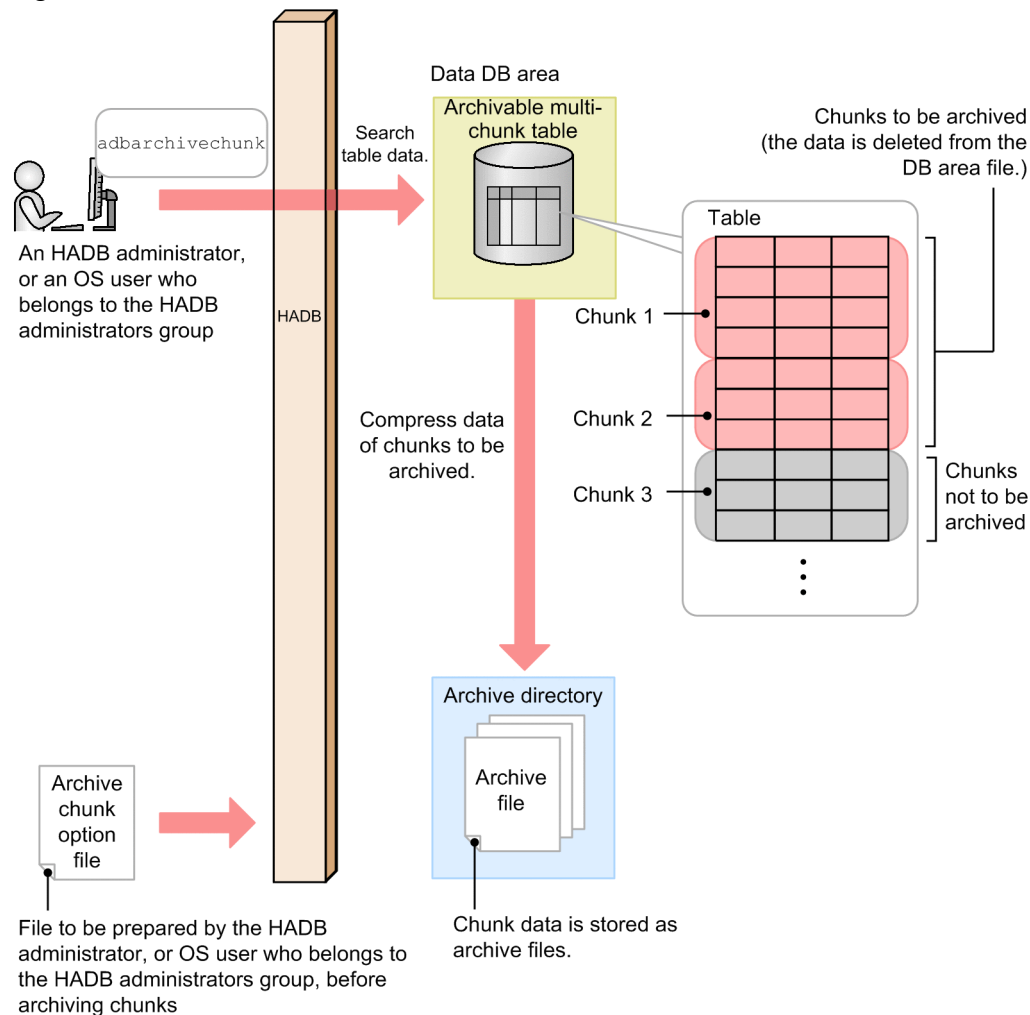 Data DB area
Archivable multi-
chunk table
adbarchivechunk
Search
table data.
An HADB administrator,
or an OS user who
belongs to the HADB
administrators group
HADB
Chunks to be archived
(the data is deleted from the
DB area file.)
Table
Chunk 1
Chunk 2
Chunk 3
Chunks
not to be
archived
Compress data
of chunks to be
archived.
Archive directory
Archive
file
Chunk data is stored as
archive files.
Archive
chunk
option
file
File to be prepared by the HADB
administrator, or OS user who belongs to
the HADB administrators group, before
archiving chunks